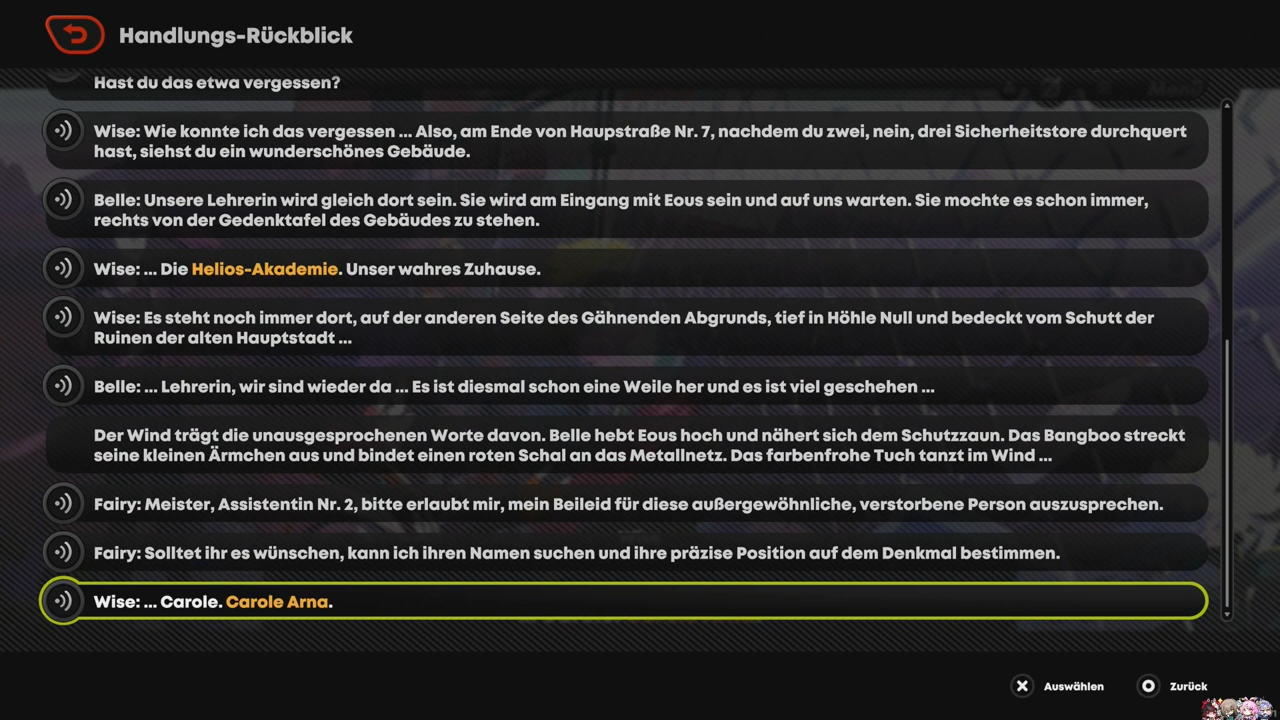 Handlungs-Rückblick
Hast du das etwa vergessen?
Wise: Wie konnte ich das vergessen ... Also, am Ende von Haupstraße Nr. 7, nachdem du zwei, nein, drei Sicherheitstore durchquert
hast, siehst du ein wunderschönes Gebäude.
Belle: Unsere Lehrerin wird gleich dort sein. Sie wird am Eingang mit Eous sein und auf uns warten. Sie mochte es schon immer,
rechts von der Gedenktafel des Gebäudes zu stehen.
Wise: ... Die Helios-Akademie. Unser wahres Zuhause.
Wise: Es steht noch immer dort, auf der anderen Seite des Gähnenden Abgrunds, tief in Höhle Null und bedeckt vom Schutt der
Ruinen der alten Hauptstadt ...
Belle: ... Lehrerin, wir sind wieder da ... Es ist diesmal schon eine Weile her und es ist viel geschehen ...
Der Wind trägt die unausgesprochenen Worte davon. Belle hebt Eous hoch und nähert sich dem Schutzzaun. Das Bangboo streckt
seine kleinen Ärmchen aus und bindet einen roten Schal an das Metallnetz. Das farbenfrohe Tuch tanzt im Wind ...
Fairy: Meister, Assistentin Nr. 2, bitte erlaubt mir, mein Beileid für diese außergewöhnliche, verstorbene Person auszusprechen.
Fairy: Solltet ihr es wünschen, kann ich ihren Namen suchen und ihre präzise Position auf dem Denkmal bestimmen.
Wise: ... Carole. Carole Arna.
Auswählen
Zurück